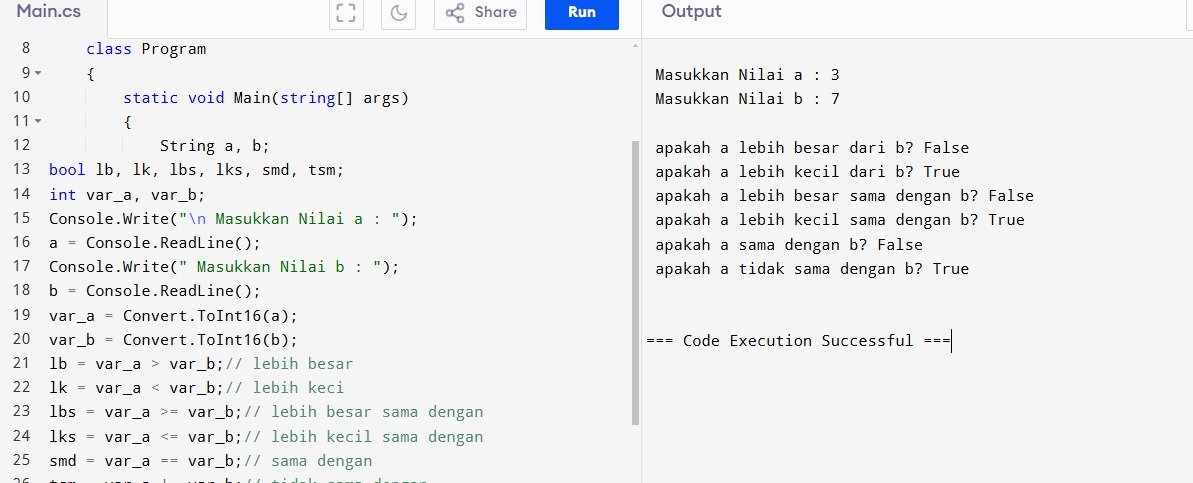 Main.cs
Share
Run
Output
8 class Program
9 {
10 static void Main(string[] args)
11 {
12 String a, b;
13 bool lb, lk, lbs, lks, smd, tsm;
14 int var_a, var_b;
15 Console.Write("\n Masukkan Nilai a : ");
16 a = Console.ReadLine();
17 Console.Write(" Masukkan Nilai b : ");
18 b = Console.ReadLine();
19 var_a = Convert.ToInt16(a);
20 var_b = Convert.ToInt16(b);
21 lb = var_a > var_b;// lebih besar
22 lk = var_a < var_b;// lebih keci
23 lbs = var_a >= var_b;// lebih besar sama dengan
24 lks = var_a <= var_b;// lebih kecil sama dengan
25 smd = var_a == var_b;// sama dengan
Masukkan Nilai a : 3
Masukkan Nilai b : 7
apakah a lebih besar dari b? False
apakah a lebih kecil dari b? True
apakah a lebih besar sama dengan b? False
apakah a lebih kecil sama dengan b? True
apakah a sama dengan b? False
apakah a tidak sama dengan b? True
=== Code Execution Successful ===